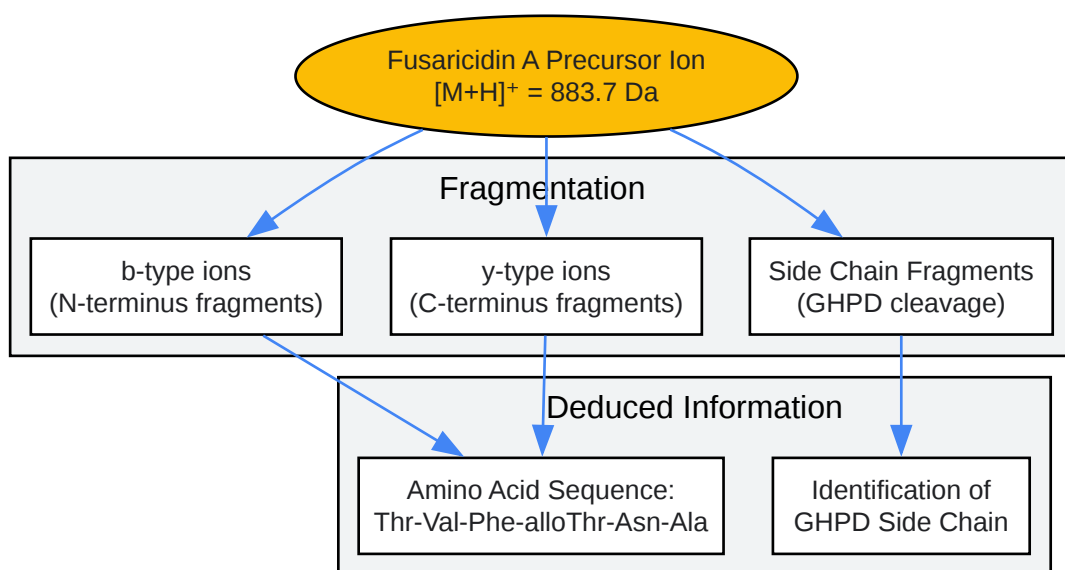 Fusaricidin A Precursor Ion
[M+H]⁺ = 883.7 Da
Fragmentation
b-type ions
(N-terminus fragments)
y-type ions
(C-terminus fragments)
Side Chain Fragments
(GHPD cleavage)
Deduced Information
Amino Acid Sequence:
Thr-Val-Phe-alloThr-Asn-Ala
Identification of
GHPD Side Chain